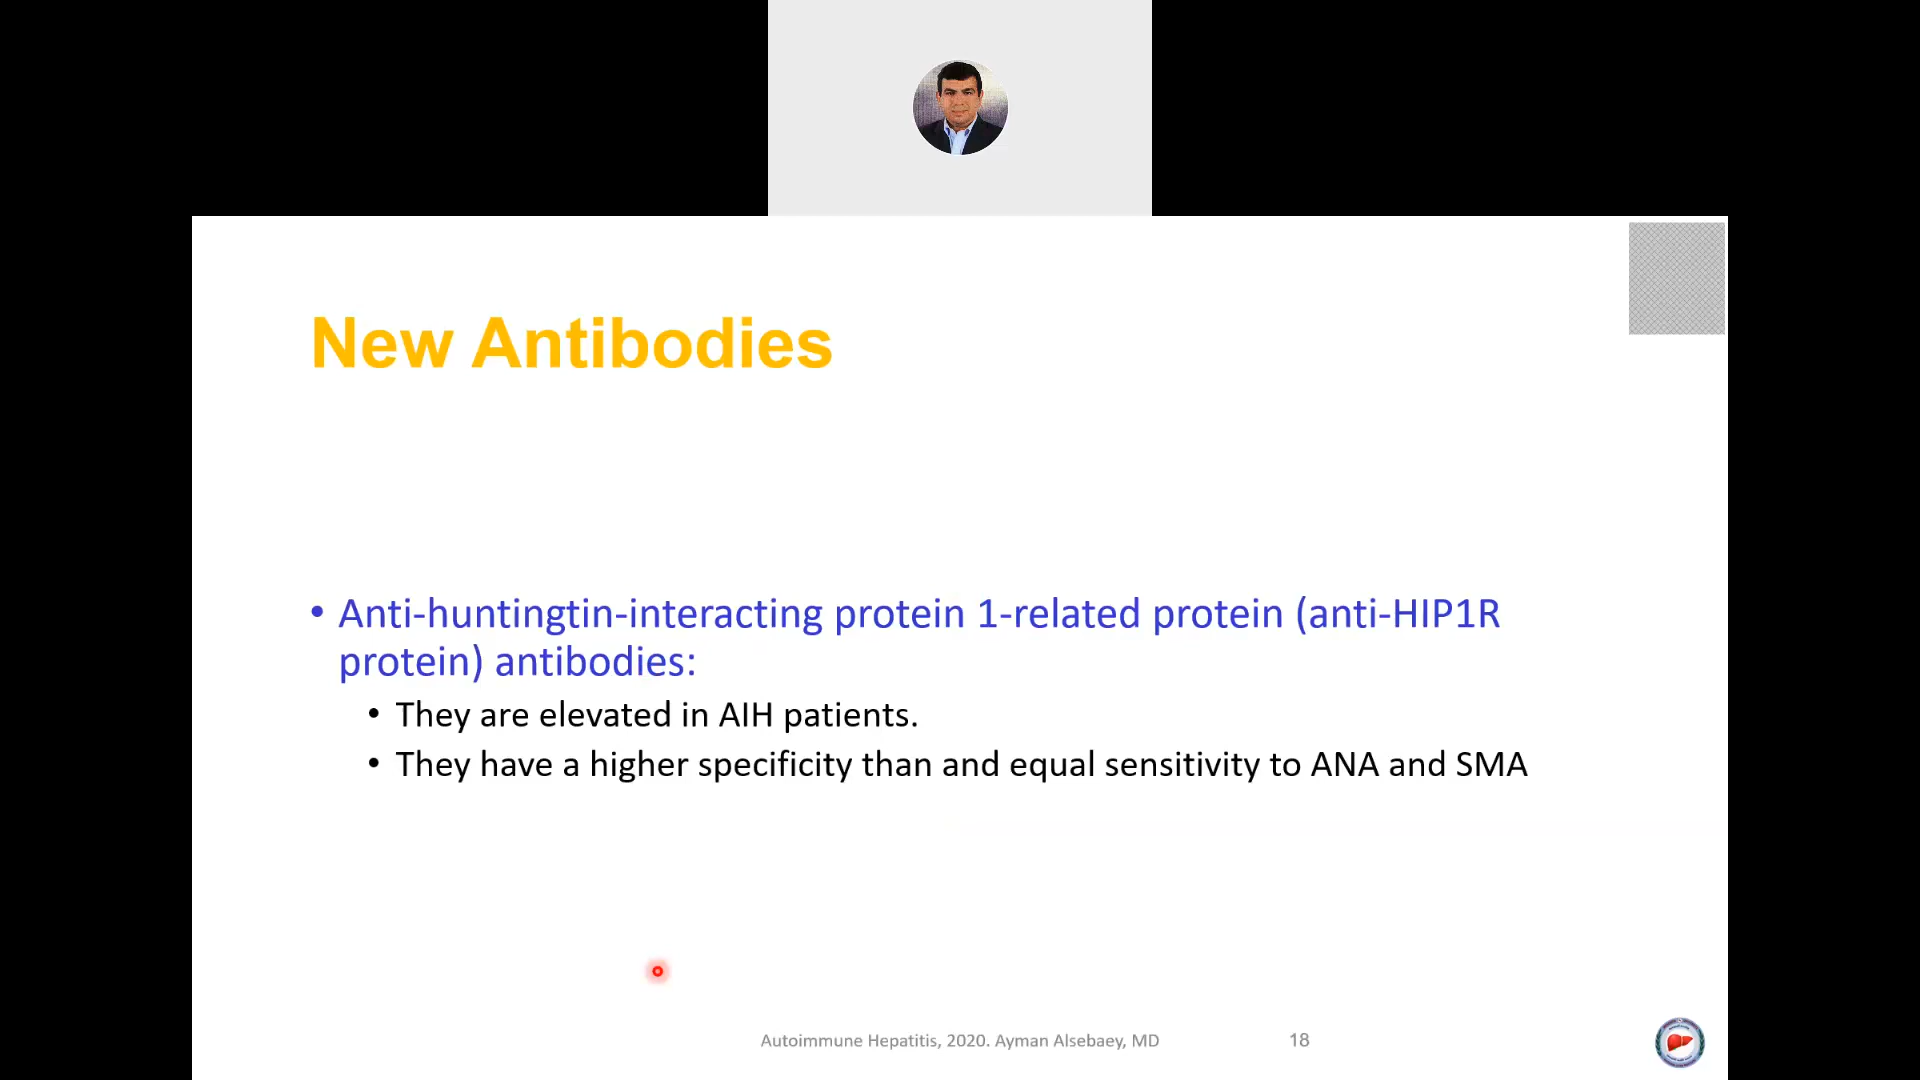 New Antibodies
• Anti-huntingtin-interacting protein 1-related protein (anti-HIP1R
protein) antibodies:
• They are elevated in AIH patients.
• They have a higher specificity than and equal sensitivity to ANA and SMA
Autoimmune Hepatitis, 2020. Ayman Alsebaey, MD
18